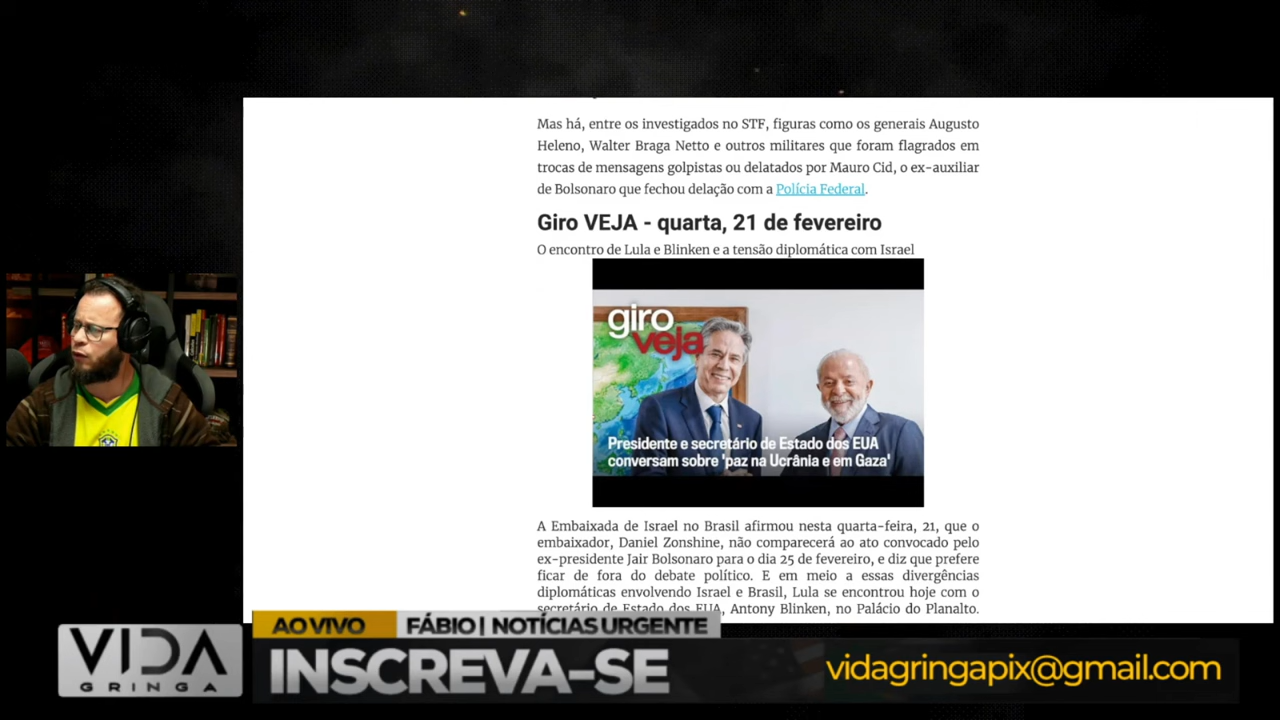 Mas há, entre os investigados no STF, figuras como os generais Augusto
Heleno, Walter Braga Netto e outros militares que foram flagrados em
trocas de mensagens golpistas ou delatados por Mauro Cid, o ex-auxiliar
de Bolsonaro que fechou delação com a Polícia Federal.
Giro VEJA - quarta, 21 de fevereiro
O encontro de Lula e Blinken e a tensão diplomática com Israel
giro
veja
Presidente e secretário de Estado dos EUA
conversam sobre 'paz na Ucrânia e em Gaza'
A Embaixada de Israel no Brasil afirmou nesta quarta-feira, 21, que o
embaixador, Daniel Zonshine, não comparecerá ao ato convocado pelo
ex-presidente Jair Bolsonaro para o dia 25 de fevereiro, e diz que prefere
ficar de fora do debate político. E em meio a essas divergências
diplomáticas envolvendo Israel e Brasil, Lula se encontrou hoje com o
secretário de Estado dos EUA, Antony Blinken, no Palácio do Planalto.
AO VIVO FÁBIO | NOTÍCIAS URGENTE
VIDA
GRINGA
INSCREVA-SE
vidagringapix@gmail.com